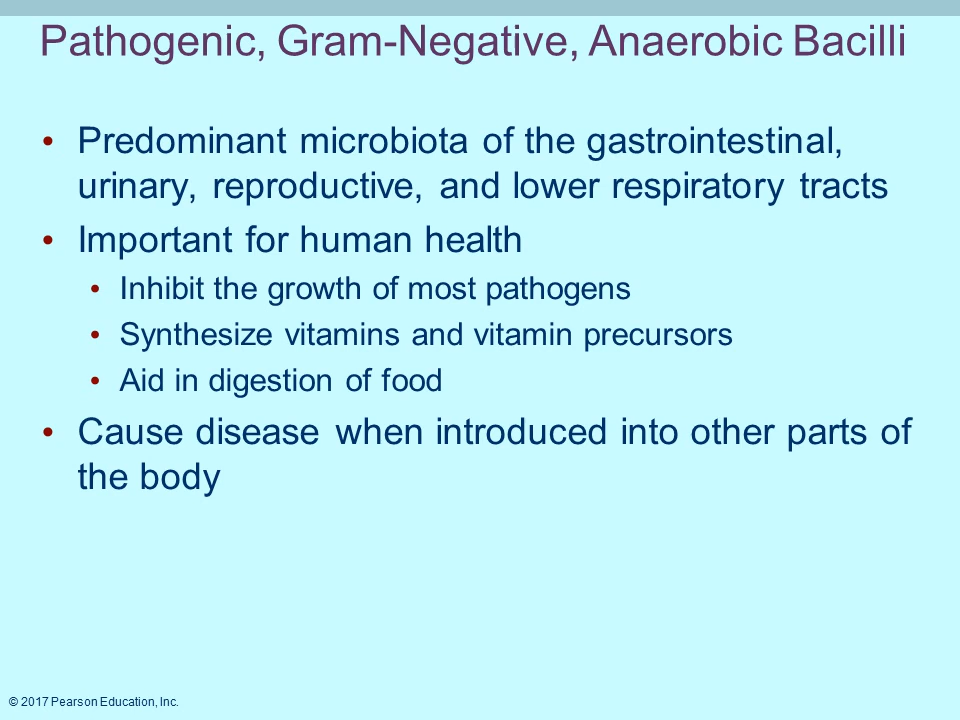 Pathogenic, Gram-Negative, Anaerobic Bacilli
• Predominant microbiota of the gastrointestinal,
urinary, reproductive, and lower respiratory tracts
• Important for human health
• Inhibit the growth of most pathogens
• Synthesize vitamins and vitamin precursors
• Aid in digestion of food
• Cause disease when introduced into other parts of
the body
© 2017 Pearson Education, Inc.